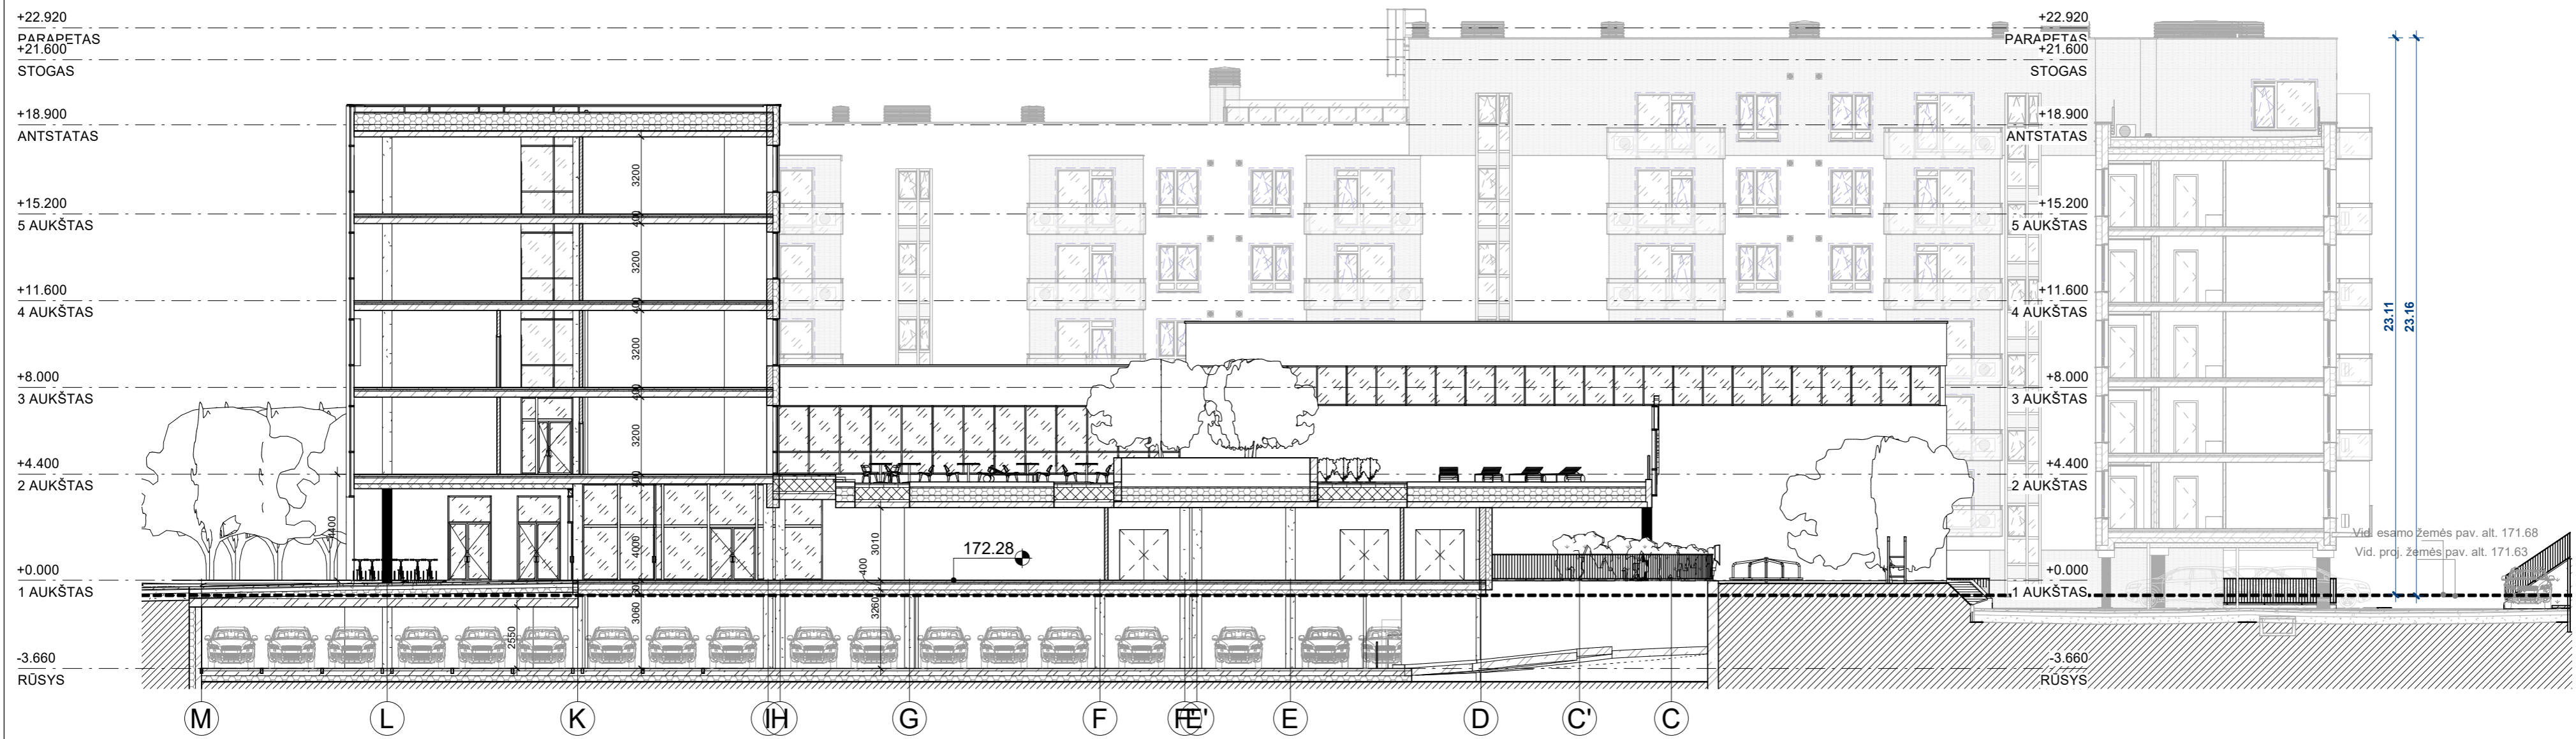 +22.920
PARAPETAS
+21.600
STOGAS
+18.900
ANTSTATAS
+15.200
5 AUKŠTAS
+11.600
4 AUKŠTAS
+8.000
3 AUKŠTAS
+4.400
2 AUKŠTAS
+0.000
1 AUKŠTAS
-3.660
RŪSYS
3200
400
3200
400
3200
400
3200
400
4400
4000
3010
400
300
3060
3260
2550
172.28
+22.920
PARAPETAS
+21.600
STOGAS
+18.900
ANTSTATAS
+15.200
5 AUKŠTAS
+11.600
4 AUKŠTAS
+8.000
3 AUKŠTAS
+4.400
2 AUKŠTAS
+0.000
1 AUKŠTAS
-3.660
RŪSYS
23.11
23.16
Vid. esamo žemės pav. alt. 171.68
Vid. proj. žemės pav. alt. 171.63
M
L
K
I
H
G
F
F'
E'
E
D
C'
C